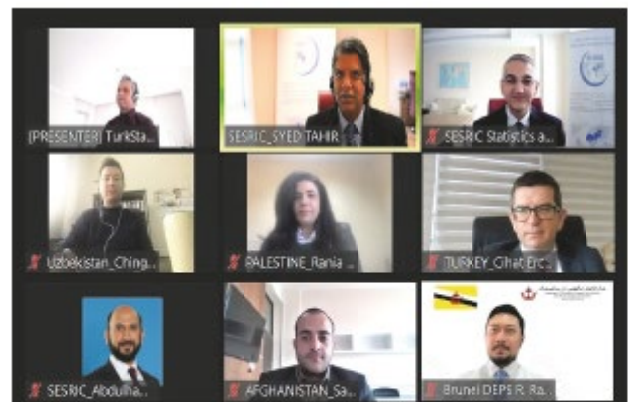 [PRESENTER] TurkSta...
SESRIC_SYED TAHIR
SESRIC Statistics a...
Uzbekistan_Ching...
PALESTINE_Rania ...
TURKEY_Cihat Erc...
SESRIC_Abdulha...
AFGHANISTAN_Sa...
Brunei DEPS R. Ra...